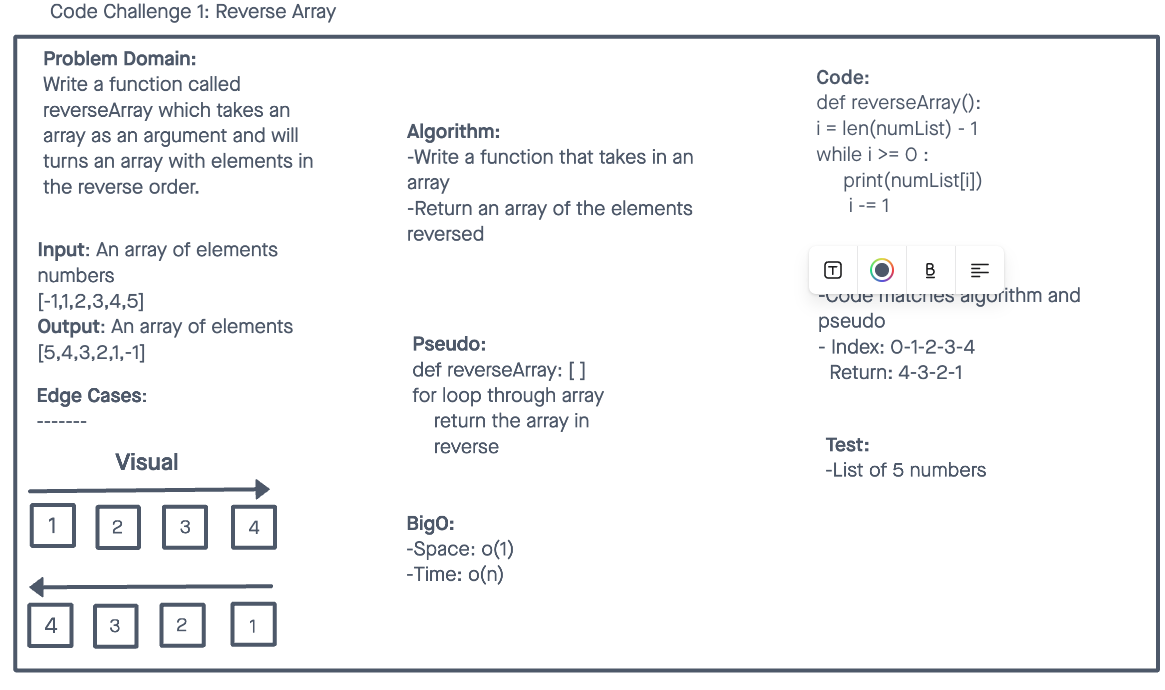 Code Challenge 1: Reverse Array
Problem Domain:
Write a function called
reverseArray which takes an
array as an argument and will
turns an array with elements in
the reverse order.
Input: An array of elements
numbers
[-1,1,2,3,4,5]
Output: An array of elements
[5,4,3,2,1,-1]
Edge Cases:
-------
Visual
1 2 3 4
4 3 2 1
Algorithm:
-Write a function that takes in an
array
-Return an array of the elements
reversed
Pseudo:
def reverseArray: [ ]
for loop through array
return the array in
reverse
BigO:
-Space: o(1)
-Time: o(n)
Code:
def reverseArray():
i = len(numList) - 1
while i >= 0 :
print(numList[i])
i -= 1
T B
-Code matches algorithm and
pseudo
- Index: 0-1-2-3-4
Return: 4-3-2-1
Test:
-List of 5 numbers